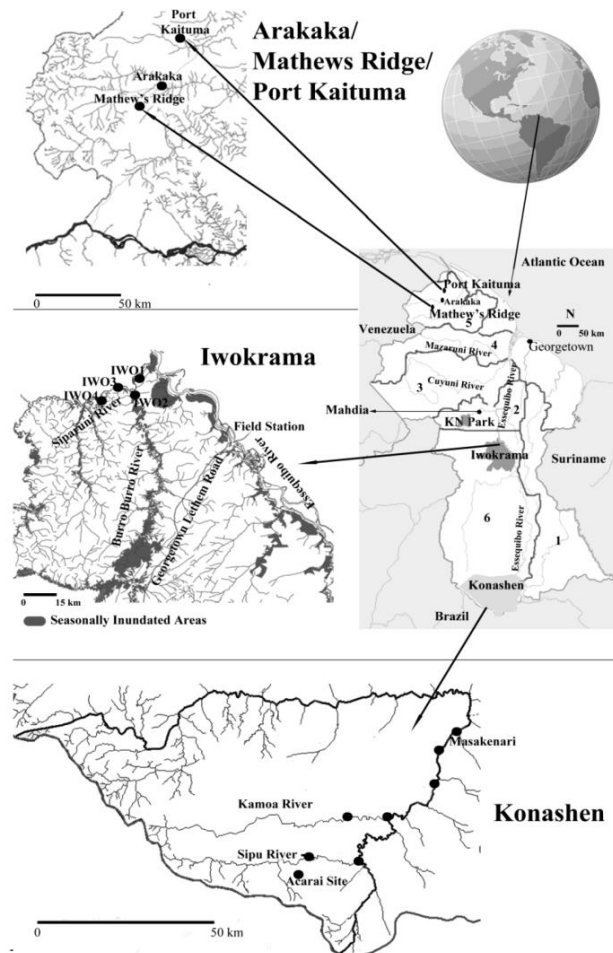 Port
Kaituma
Arakaka
Mathew's Ridge
0 50 km
Arakaka/
Mathews Ridge/
Port Kaituma
Atlantic Ocean
Port Kaituma
Arakaka
Mathew's Ridge
5
N
0 50 km
Georgetown
Venezuela
4
Mazaruni River
3
Cuyuni River
Essequibo River
2
Mahdia
KN Park
Iwokrama
Suriname
6
Essequibo River
1
Konashen
Brazil
Iwokrama
IWO1
IWO3
IWO4
IWO2
Siparuni River
Field Station
Essequibo River
Burro Burro River
Georgetown Lethem Road
0 15 km
Seasonally Inundated Areas
Masakenari
Kamoa River
Konashen
Sipu River
Acarai Site
0 50 km